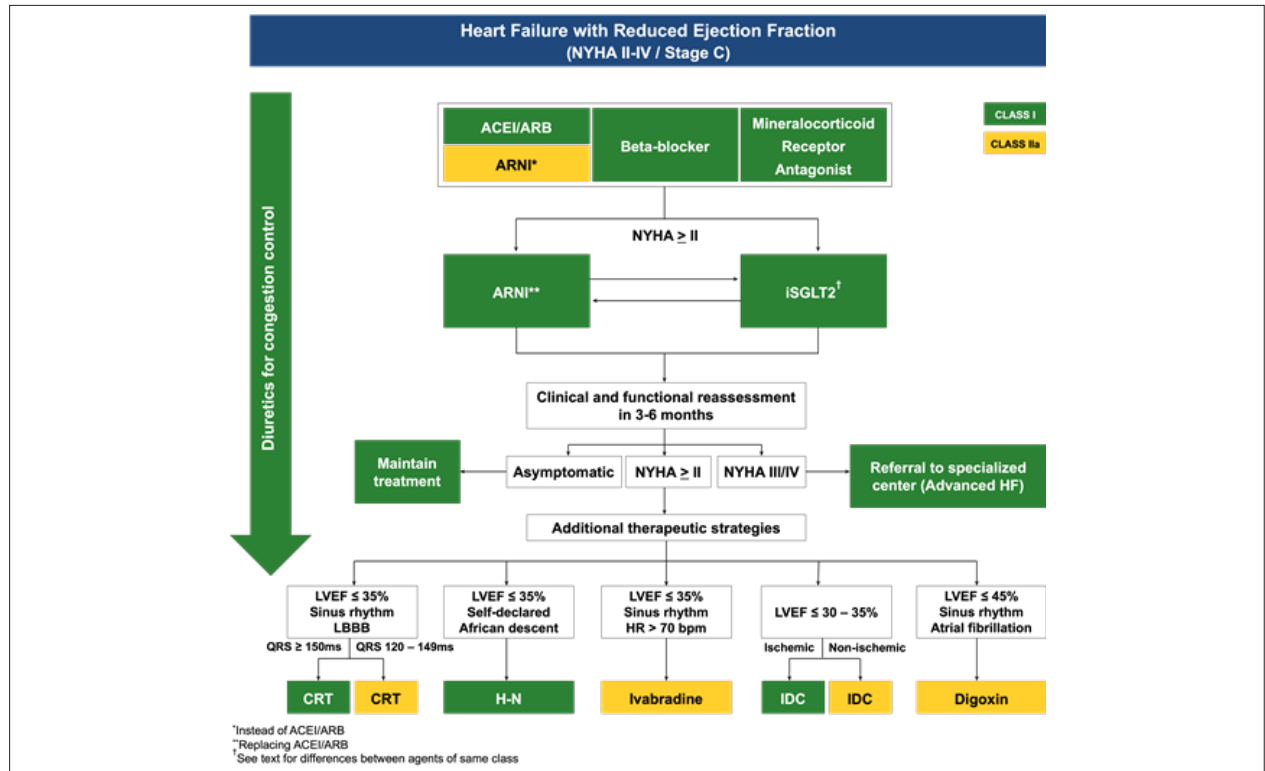 Heart Failure with Reduced Ejection Fraction
(NYHA II-IV / Stage C)
Diuretics for congestion control
ACEI/ARB
ARNI*
Beta-blocker
Mineralocorticoid
Receptor
Antagonist
CLASS I
CLASS IIa
NYHA ≥ II
ARNI**
iSGLT2†
Clinical and functional reassessment
in 3-6 months
Maintain
treatment
Asymptomatic
NYHA ≥ II
NYHA III/IV
Referral to specialized
center (Advanced HF)
Additional therapeutic strategies
LVEF ≤ 35%
Sinus rhythm
LBBB
LVEF ≤ 35%
Self-declared
African descent
LVEF ≤ 35%
Sinus rhythm
HR > 70 bpm
LVEF ≤ 30 – 35%
LVEF ≤ 45%
Sinus rhythm
Atrial fibrillation
QRS ≥ 150ms
QRS 120 – 149ms
Ischemic
Non-ischemic
CRT
CRT
H-N
Ivabradine
IDC
IDC
Digoxin
*Instead of ACEI/ARB
**Replacing ACEI/ARB
†See text for differences between agents of same class